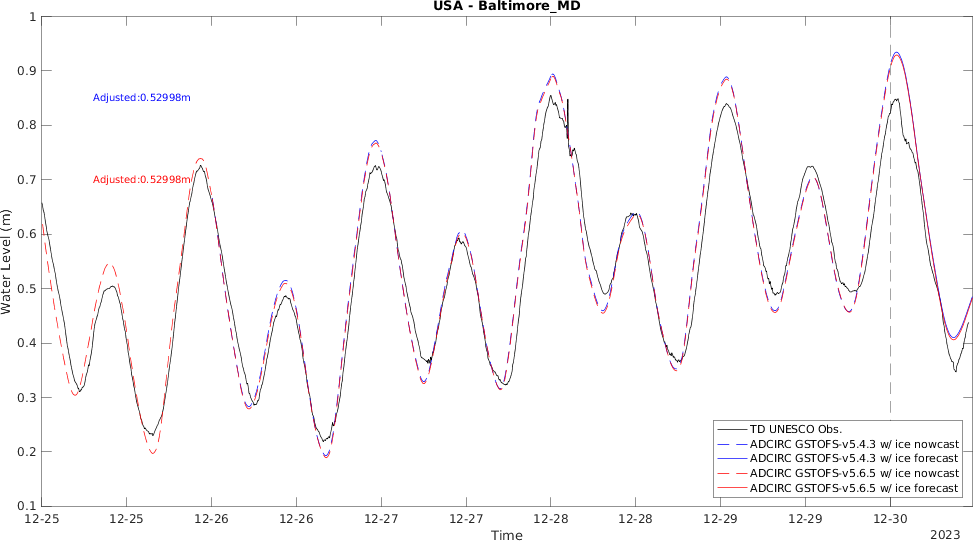 USA - Baltimore_MD
1
0.9
0.8
0.7
0.6
0.5
0.4
0.3
0.2
0.1
Water Level (m)
Adjusted:0.52998m
Adjusted:0.52998m
TD UNESCO Obs.
ADCIRC GSTOFS-v5.4.3 w/ ice nowcast
ADCIRC GSTOFS-v5.4.3 w/ ice forecast
ADCIRC GSTOFS-v5.6.5 w/ ice nowcast
ADCIRC GSTOFS-v5.6.5 w/ ice forecast
12-25 12-25 12-26 12-26 12-27 12-27 12-28 12-28 12-29 12-29 12-30
Time
2023